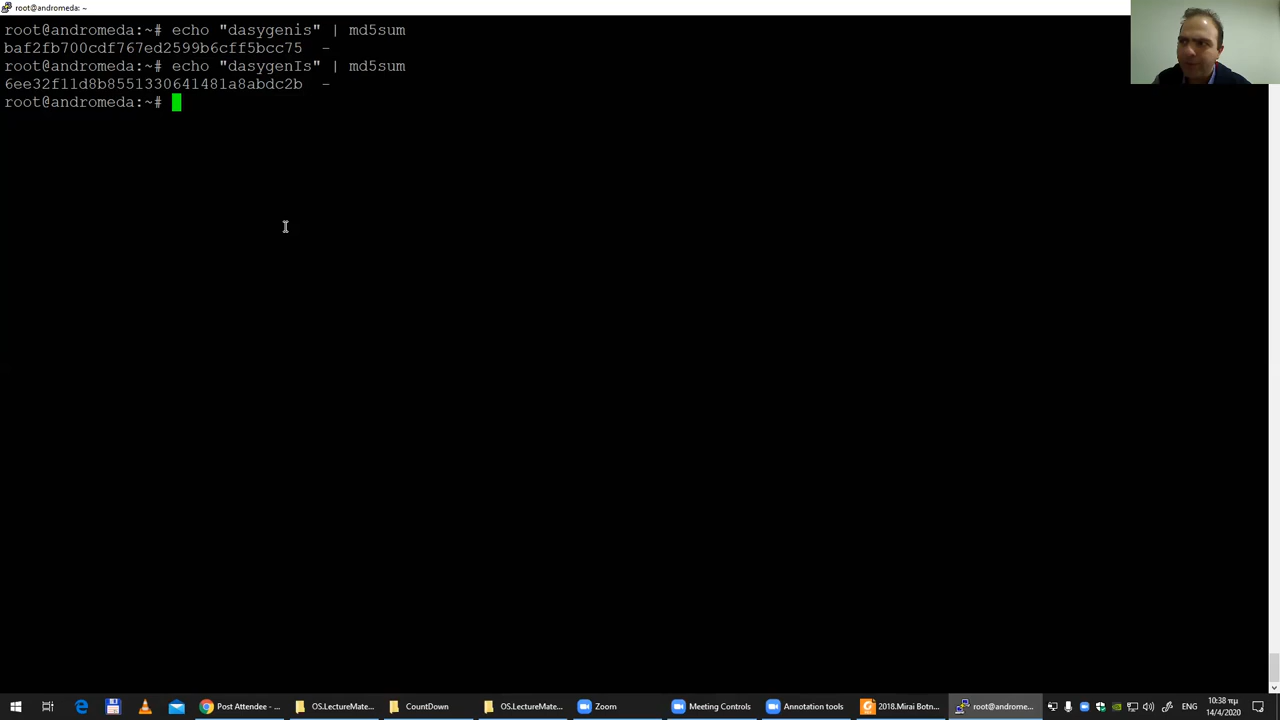 root@andromeda: ~
root@andromeda:~# echo "dasygenis" | md5sum
baf2fb700cdf767ed2599b6cff5bcc75  -
root@andromeda:~# echo "dasygenIs" | md5sum
6ee32f11d8b8551330641481a8abdc2b  -
root@andromeda:~#
Post Attendee - ...
OS.LectureMate...
CountDown
OS.LectureMate...
Zoom
Meeting Controls
Annotation tools
2018.Mirai Botn...
root@androme...
ENG
10:38 πμ
14/4/2020